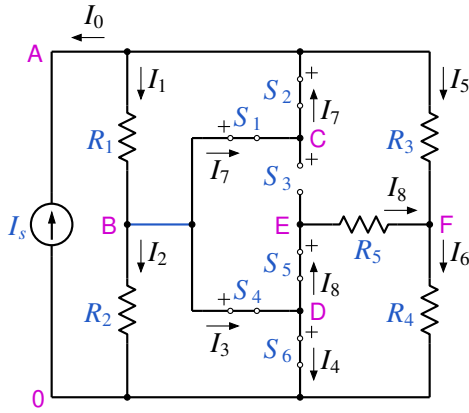 I0
A
I1 + I5
S2
R1 + S1 C I7 R3
I7 +
S3 I8
Is B E F
I2 R5
S5 I6
+ S4 + I8
R2 D R4
I3 +
S6 I4
0